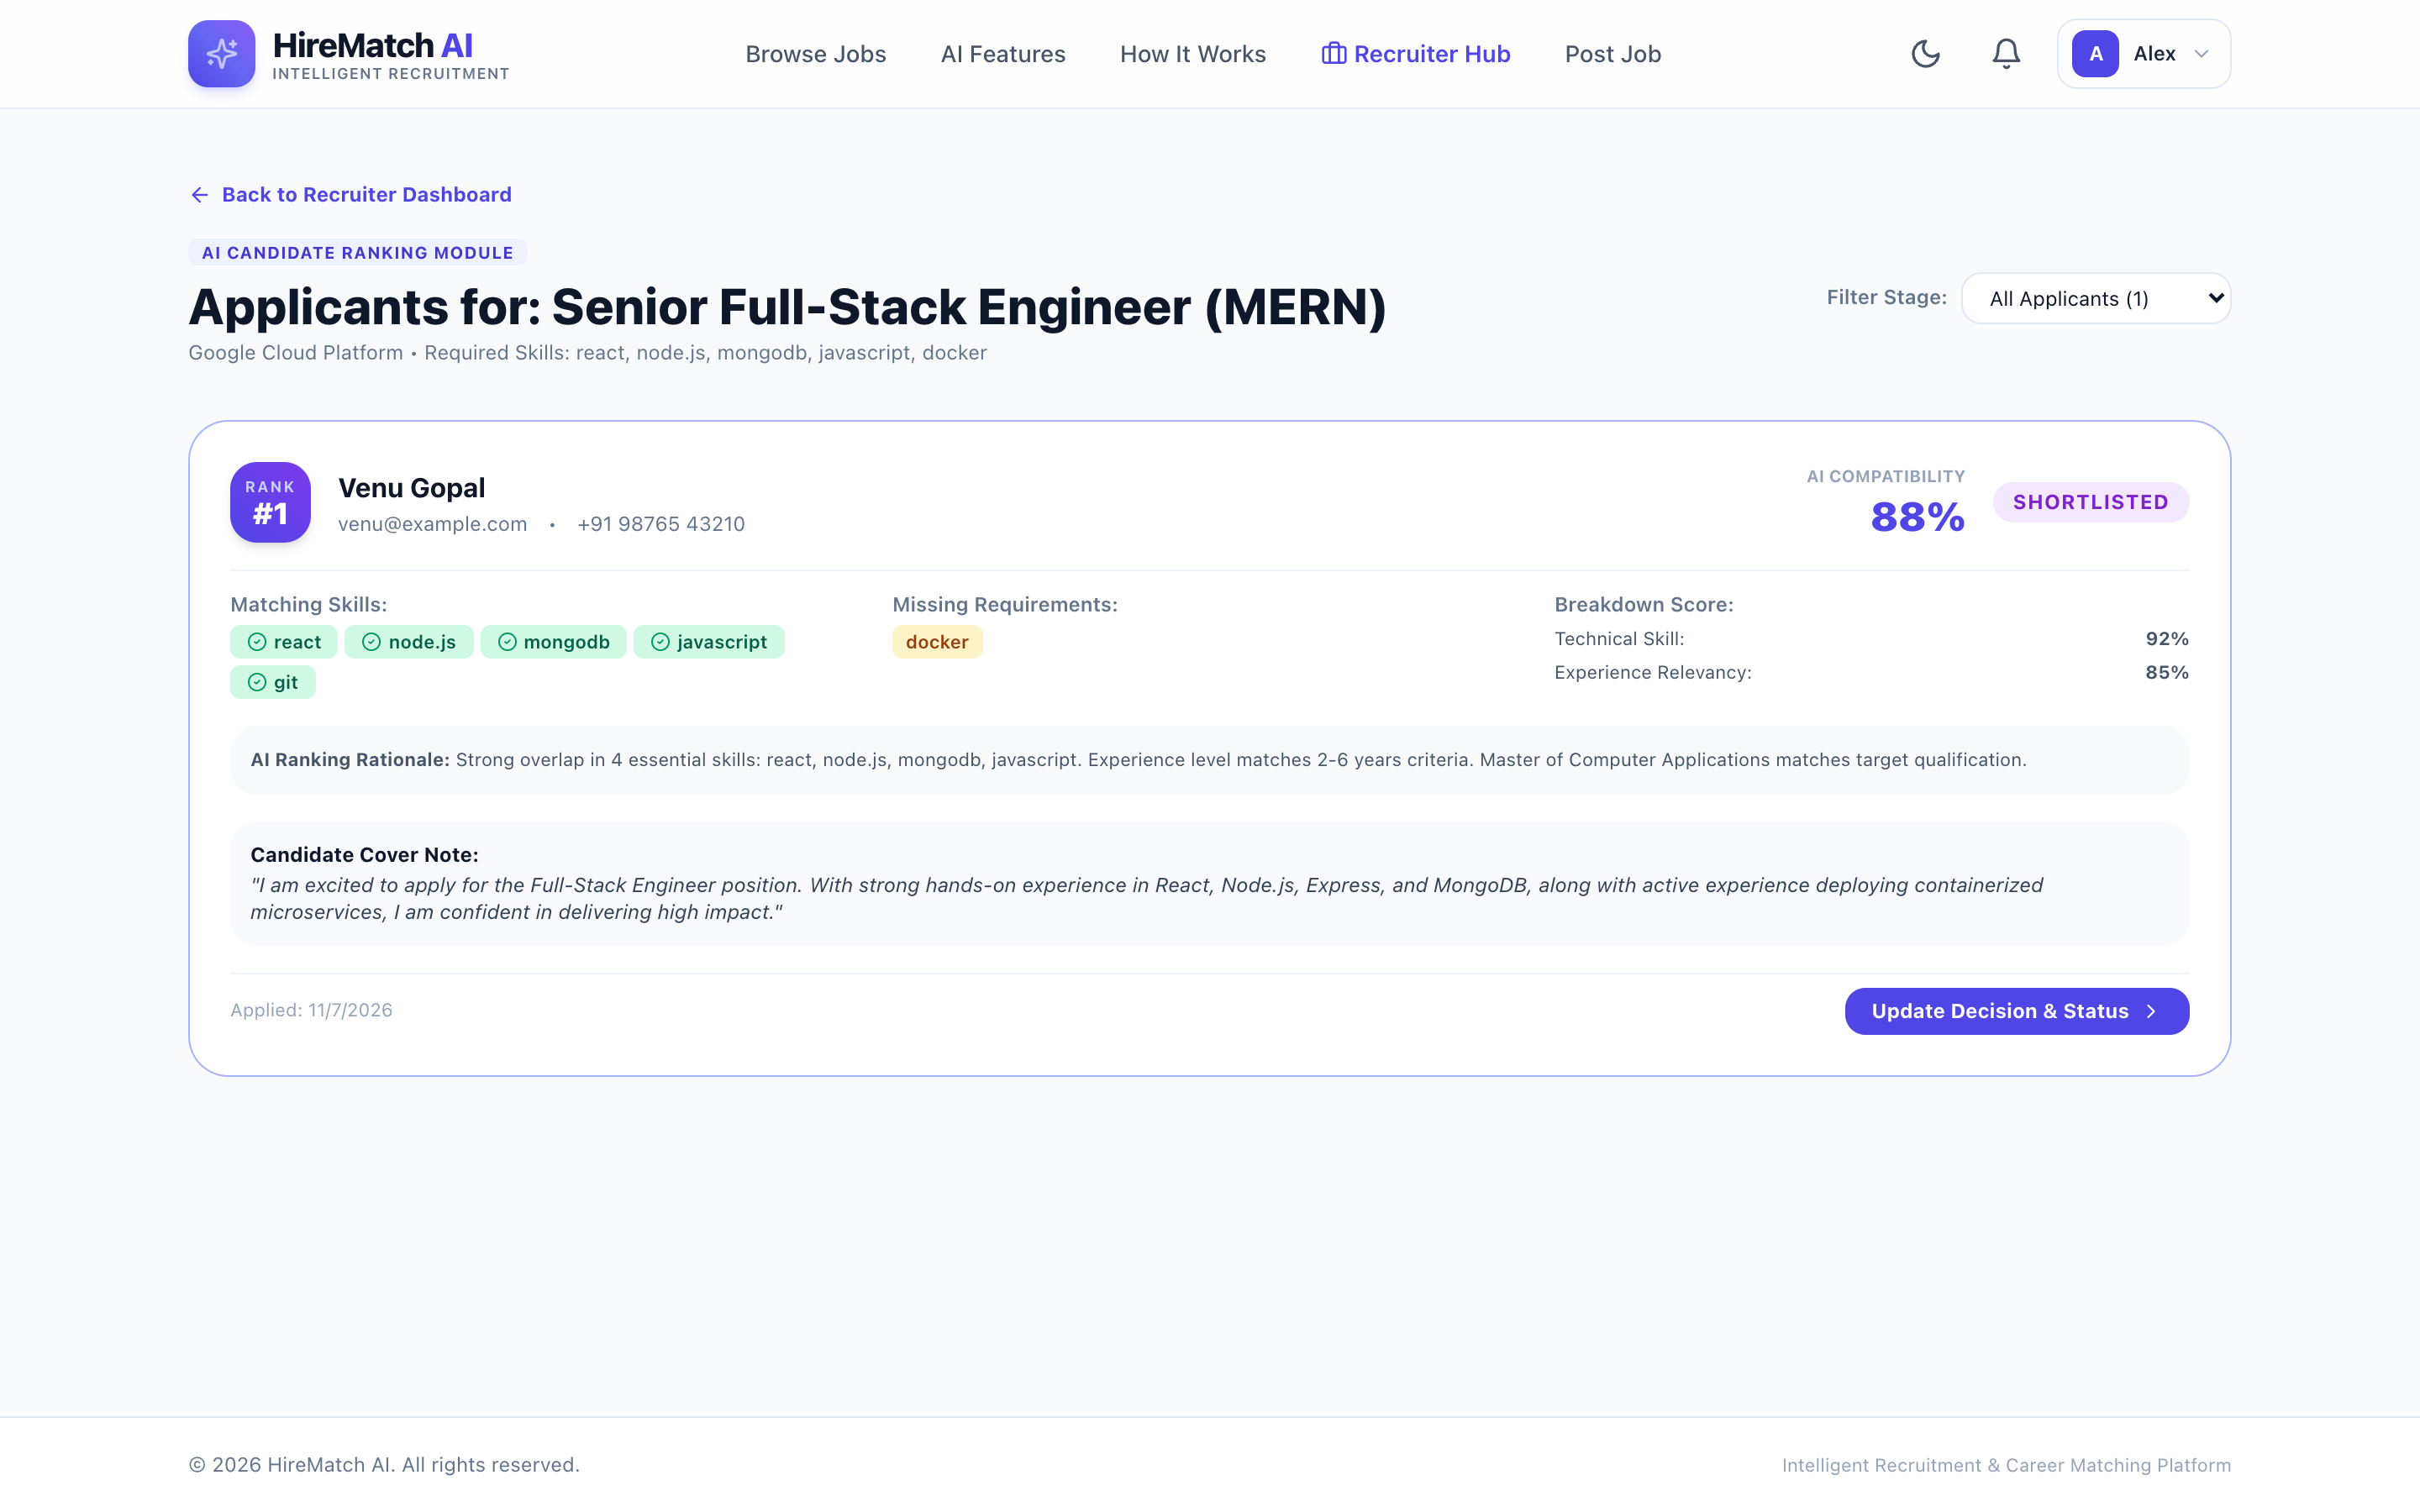 HireMatch AI
INTELLIGENT RECRUITMENT
Browse Jobs
AI Features
How It Works
Recruiter Hub
Post Job
A
Alex
Back to Recruiter Dashboard
AI CANDIDATE RANKING MODULE
Applicants for: Senior Full-Stack Engineer (MERN)
Google Cloud Platform • Required Skills: react, node.js, mongodb, javascript, docker
Filter Stage:
All Applicants (1)
RANK
#1
Venu Gopal
venu@example.com • +91 98765 43210
AI COMPATIBILITY
88%
SHORTLISTED
Matching Skills:
react
node.js
mongodb
javascript
git
Missing Requirements:
docker
Breakdown Score:
Technical Skill: 92%
Experience Relevancy: 85%
AI Ranking Rationale: Strong overlap in 4 essential skills: react, node.js, mongodb, javascript. Experience level matches 2-6 years criteria. Master of Computer Applications matches target qualification.
Candidate Cover Note:
"I am excited to apply for the Full-Stack Engineer position. With strong hands-on experience in React, Node.js, Express, and MongoDB, along with active experience deploying containerized
microservices, I am confident in delivering high impact."
Applied: 11/7/2026
Update Decision & Status
© 2026 HireMatch AI. All rights reserved.
Intelligent Recruitment & Career Matching Platform